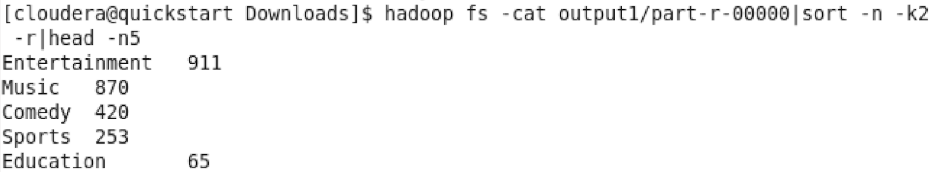 [cloudera@quickstart Downloads]$ hadoop fs -cat output1/part-r-00000|sort -n -k2
 -r|head -n5
Entertainment   911
Music   870
Comedy  420
Sports  253
Education       65